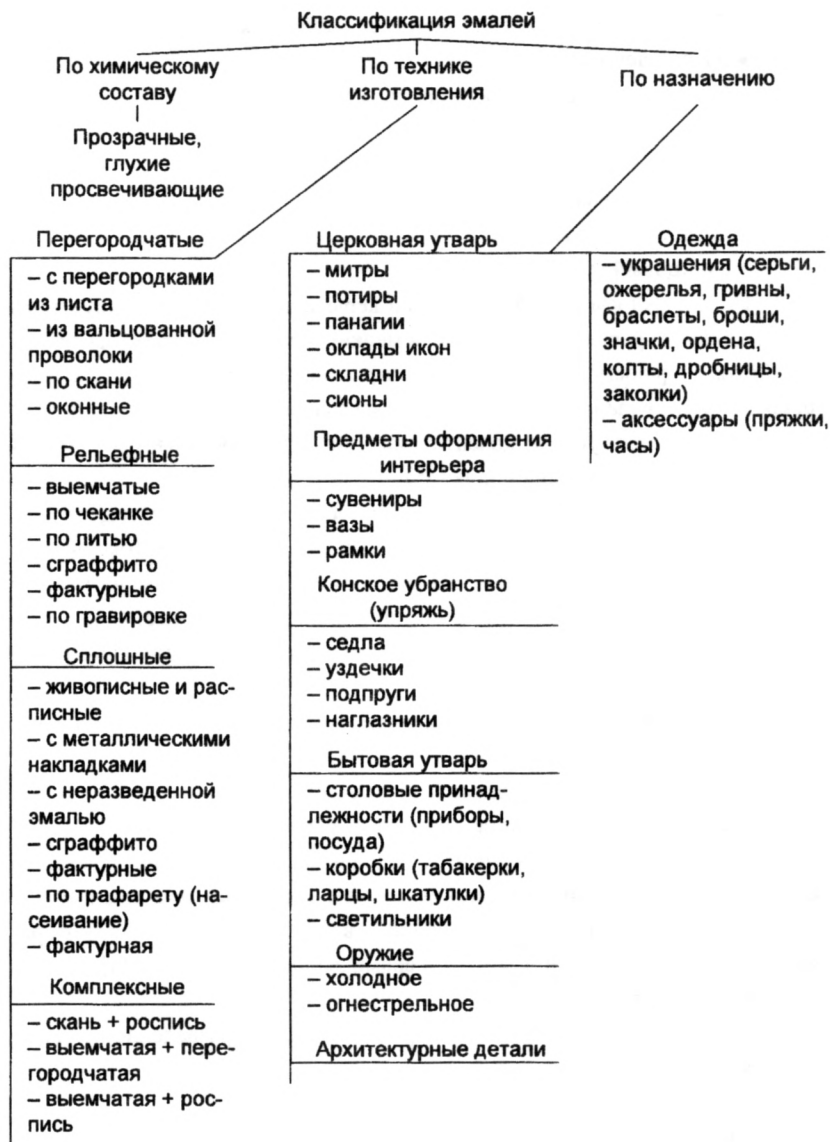 Классификация эмалей
По химическому
составу
По технике
изготовления
По назначению
Прозрачные,
глухие
просвечивающие
Перегородчатые
– с перегородками
из листа
– из вальцованной
проволоки
– по скани
– оконные
Рельефные
– выемчатые
– по чеканке
– по литью
– сграффито
– фактурные
– по гравировке
Сплошные
– живописные и рас-
писные
– с металлическими
накладками
– с неразведенной
эмалью
– сграффито
– фактурные
– по трафарету (на-
сеивание)
– фактурная
Комплексные
– скань + роспись
– выемчатая + пере-
городчатая
– выемчатая + рос-
пись
Церковная утварь
– митры
– потиры
– панагии
– оклады икон
– складни
– сионы
Предметы оформления
интерьера
– сувениры
– вазы
– рамки
Конское убранство
(упряжь)
– седла
– уздечки
– подпруги
– наглазники
Бытовая утварь
– столовые принад-
лежности (приборы,
посуда)
– коробки (табакерки,
ларцы, шкатулки)
– светильники
Оружие
– холодное
– огнестрельное
Архитектурные детали
Одежда
– украшения (серьги,
ожерелья, гривны,
браслеты, броши,
значки, ордена,
колты, дробницы,
заколки)
– аксессуары (пряжки,
часы)